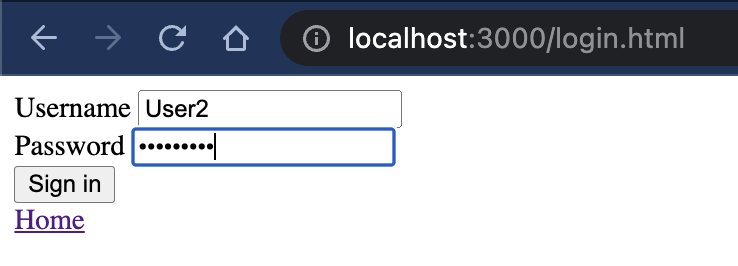 localhost:3000/login.html
Username User2
Password •••••••••
Sign in
Home